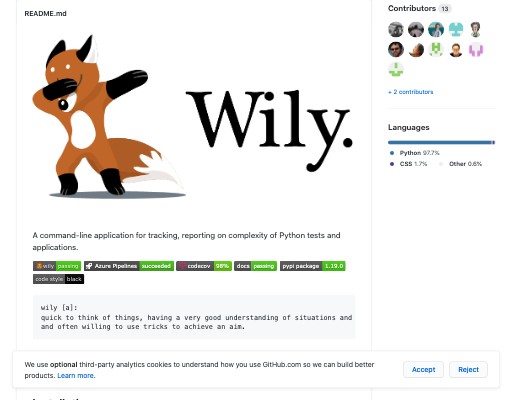 README.md
Wily.
A command-line application for tracking, reporting on complexity of Python tests and
applications.
wily passing Azure Pipelines succeeded codecov 98% docs passing pypi package 1.19.0
code style black
wily [a]:
quick to think of things, having a very good understanding of situations and
and often willing to use tricks to achieve an aim.
Contributors 13
+ 2 contributors
Languages
Python 97.7%
CSS 1.7% Other 0.6%
We use optional third-party analytics cookies to understand how you use GitHub.com so we can build better
products. Learn more.
Accept Reject